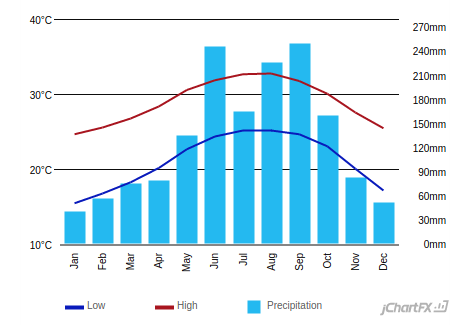 40°C
30°C
20°C
10°C
270mm
240mm
210mm
180mm
150mm
120mm
90mm
60mm
30mm
0mm
Jan Feb Mar Apr May Jun Jul Aug Sep Oct Nov Dec
Low High Precipitation
jChartFX